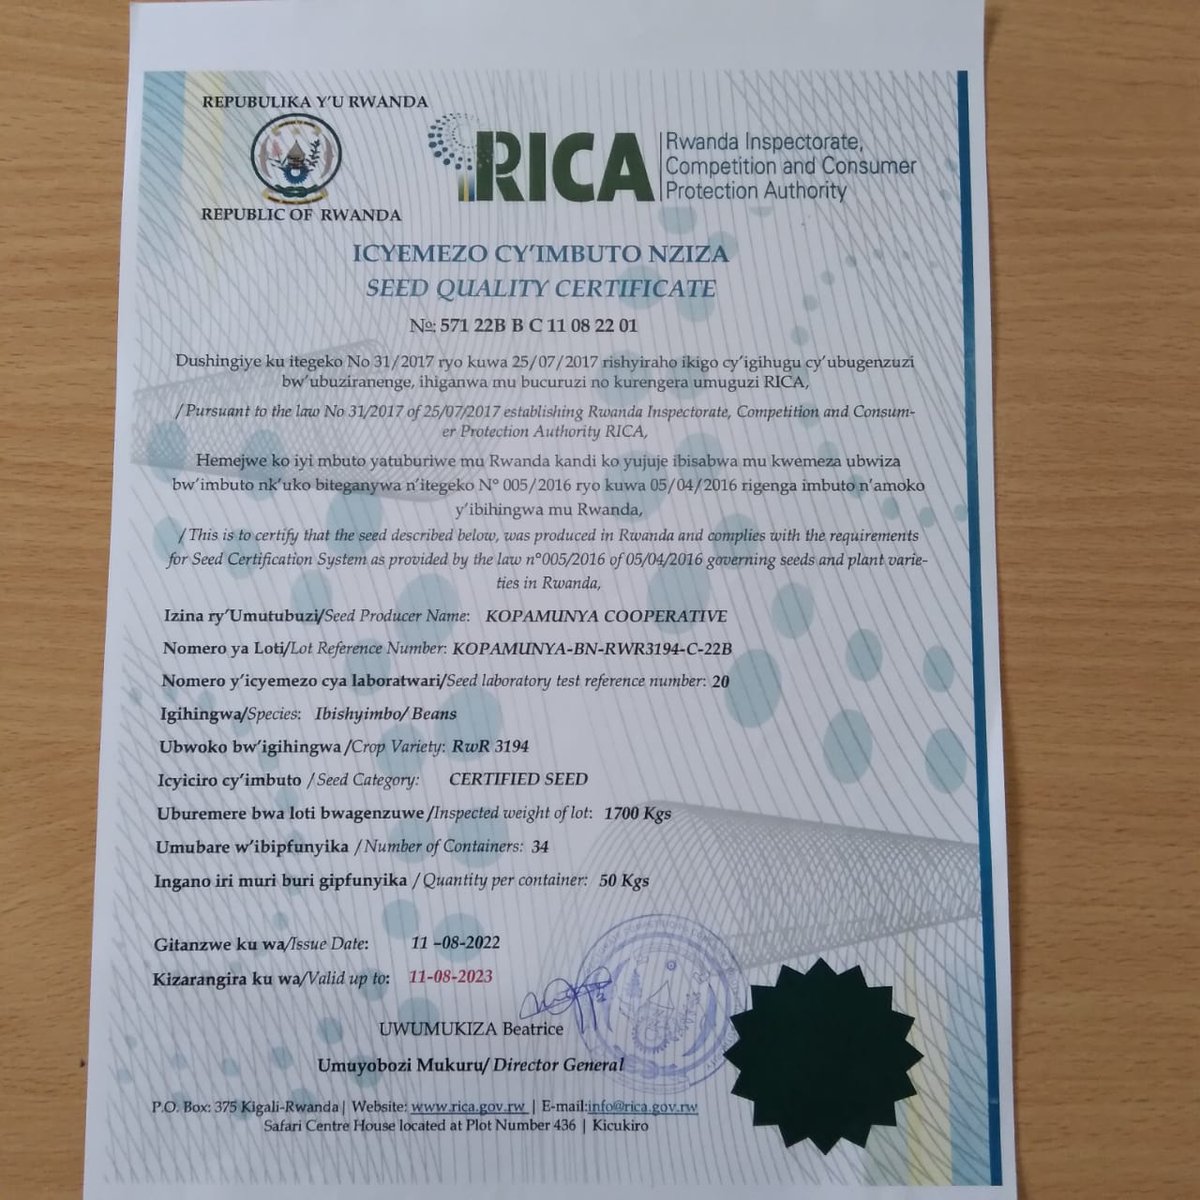 REPUBULIKA Y'U RWANDA
REPUBLIC OF RWANDA
RICA
Rwanda Inspectorate,
Competition and Consumer
Protection Authority
ICYEMEZO CY'IMBUTO NZIZA
SEED QUALITY CERTIFICATE
No: 571 22B B C 11 08 22 01
Dushingiye ku itegeko No 31/2017 ryo kuwa 25/07/2017 rishyiraho ikigo cy'igihugu cy'ubugenzuzi
bw'ubuziranenge, ihiganwa mu bucuruzi no kurengera umuguzi RICA,
/Pursuant to the law No 31/2017 of 25/07/2017 establishing Rwanda Inspectorate, Competition and Consum-
er Protection Authority RICA,
Hemejwe ko iyi mbuto yatuburiwe mu Rwanda kandi ko yujuje ibisabwa mu kwemeza ubwiza
bw'imbuto nk'uko biteganywa n'itegeko N° 005/2016 ryo kuwa 05/04/2016 rigenga imbuto n'amoko
y'ibihingwa mu Rwanda,
/This is to certify that the seed described below, was produced in Rwanda and complies with the requirements
for Seed Certification System as provided by the law n°005/2016 of 05/04/2016 governing seeds and plant varie-
ties in Rwanda,
Izina ry'Umutubuzi/Seed Producer Name: KOPAMUNYA COOPERATIVE
Nomero ya Loti/Lot Reference Number: KOPAMUNYA-BN-RWR3194-C-22B
Nomero y'icyemezo cya laboratwari/Seed laboratory test reference number: 20
Igihingwa/Species: Ibishyimbo/ Beans
Ubwoko bw'igihingwa /Crop Variety: RwR 3194
Icyiciro cy'imbuto /Seed Category: CERTIFIED SEED
Uburemere bwa loti bwagenzuwe /Inspected weight of lot: 1700 Kgs
Umubare w'ibipfunyika /Number of Containers: 34
Ingano iri muri buri gipfunyika /Quantity per container: 50 Kgs
Gitanzwe ku wa/Issue Date: 11 –08-2022
Kizarangira ku wa/Valid up to: 11-08-2023
UWUMUKIZA Beatrice
Umuyobozi Mukuru/ Director General
P.O. Box: 375 Kigali-Rwanda| Website: www.rica.gov.rw | E-mail:info@rica.gov.rw
Safari Centre House located at Plot Number 436 | Kicukiro